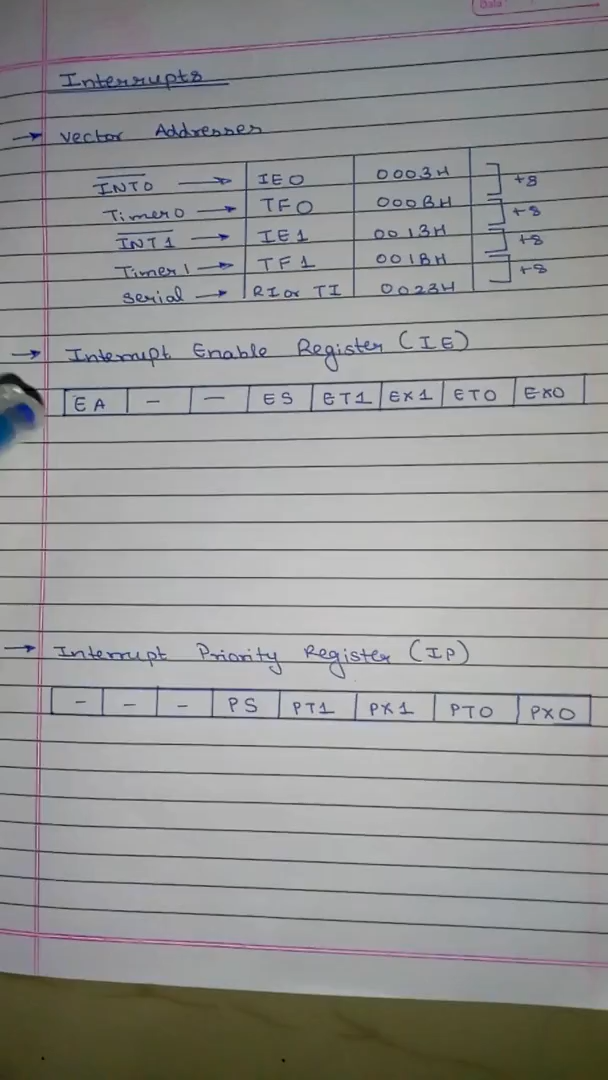 Data
Interrupts
→ Vector Addresses
INT0 → IE0 0003H
Timer0 → TF0 000BH
INT1 → IE1 0013H
Timer1 → TF1 001BH
Serial → RI or TI 0023H
+8
+8
+8
+8
→ Interrupt Enable Register (IE)
EA - - ES ET1 EX1 ET0 EX0
→ Interrupt Priority Register (IP)
- - - PS PT1 PX1 PT0 PX0